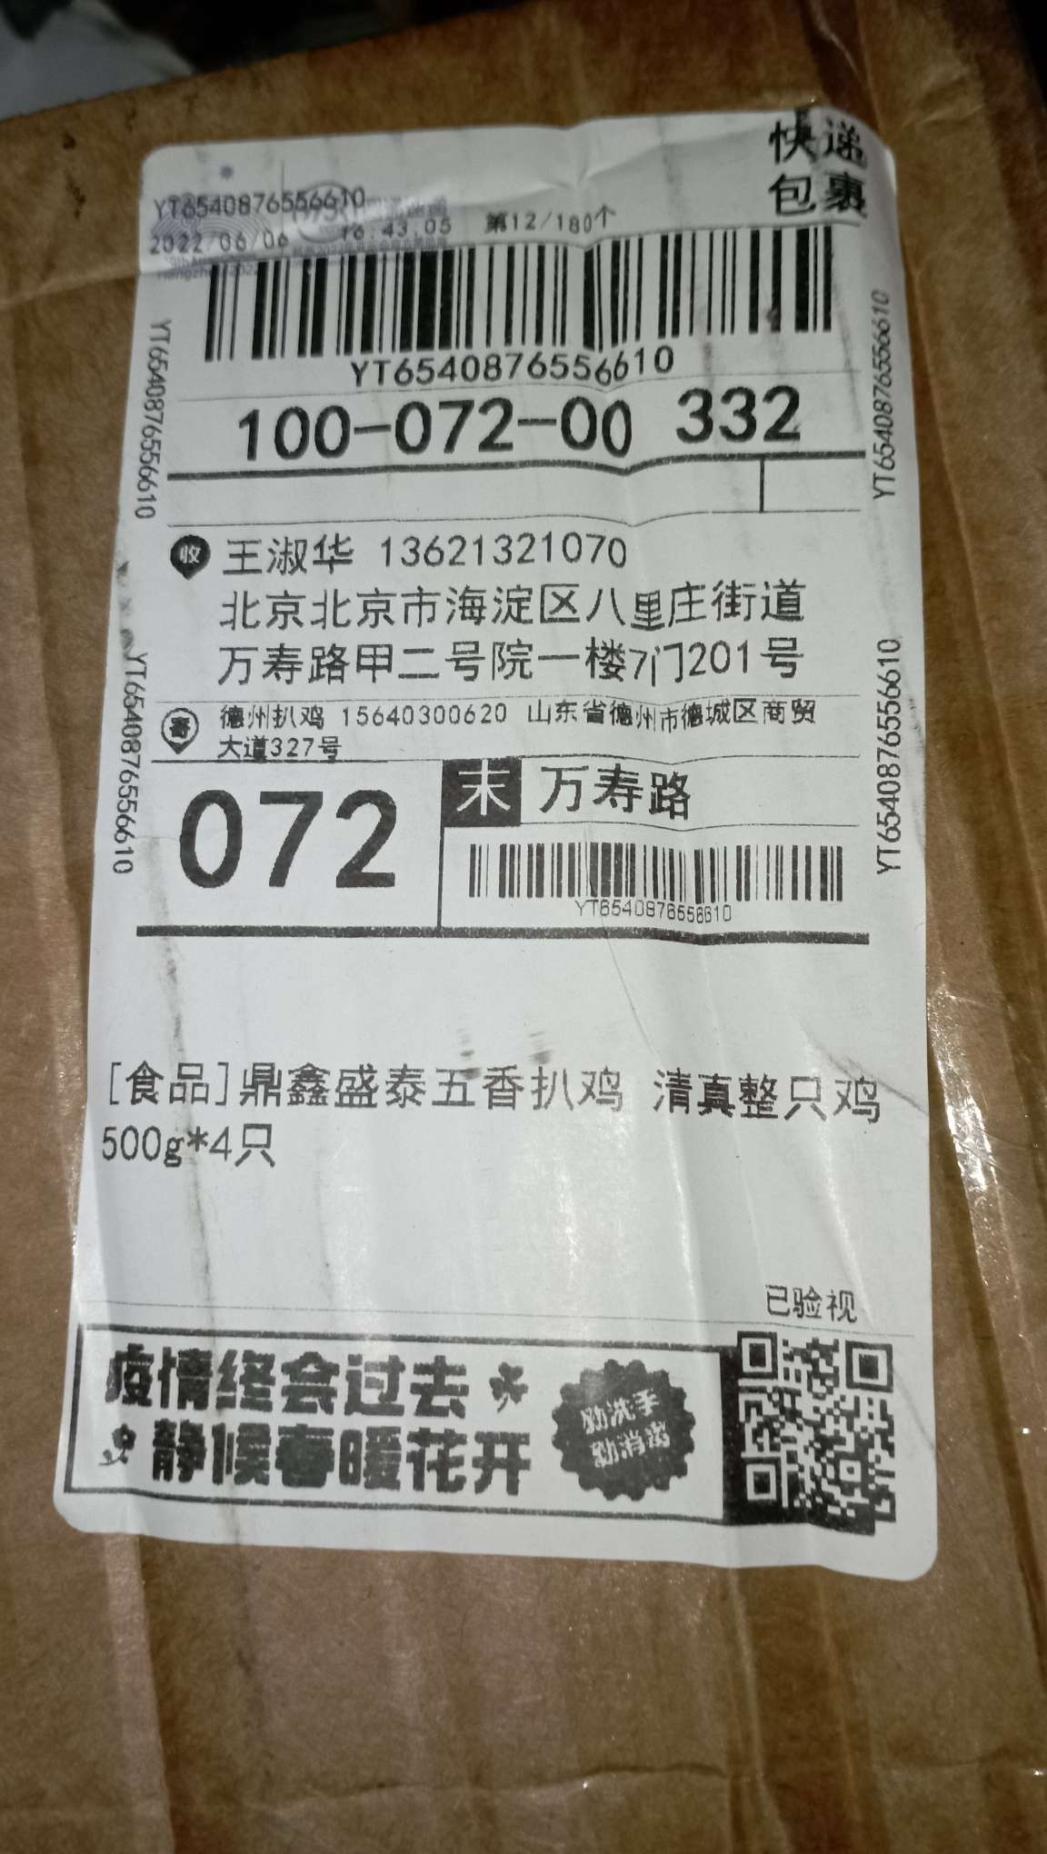 快递
包裹
YT6540876556610
2022/06/06 16:43:05 第12/180个
YT6540876556610
100-072-00 332
YT6540876556610
YT6540876556610
YT6540876556610
YT6540876556610
收 王淑华 13621321070
北京北京市海淀区八里庄街道
万寿路甲二号院一楼7门201号
寄 德州扒鸡 15640300620 山东省德州市德城区商贸
大道327号
072
末 万寿路
YT6540876556610
[食品]鼎鑫盛泰五香扒鸡 清真整只鸡
500g*4只
已验视
疫情终会过去
静候春暖花开
勤洗手
勤消毒